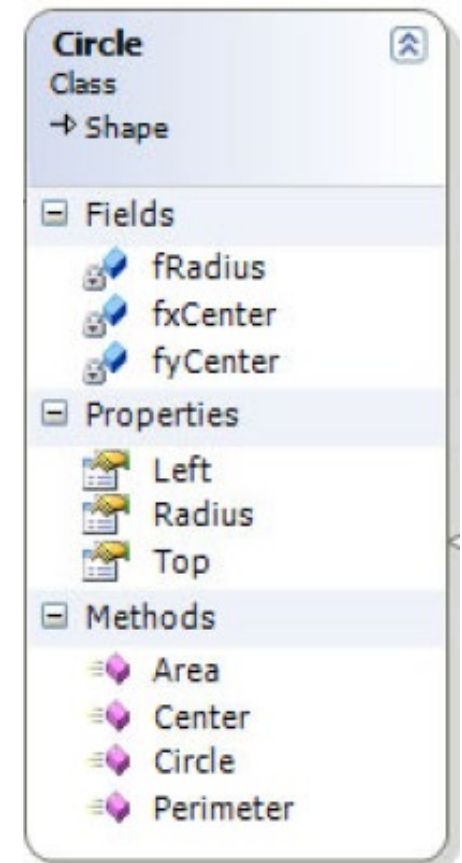 Circle
Class
Shape
Fields
fRadius
fxCenter
fyCenter
Properties
Left
Radius
Top
Methods
Area
Center
Circle
Perimeter